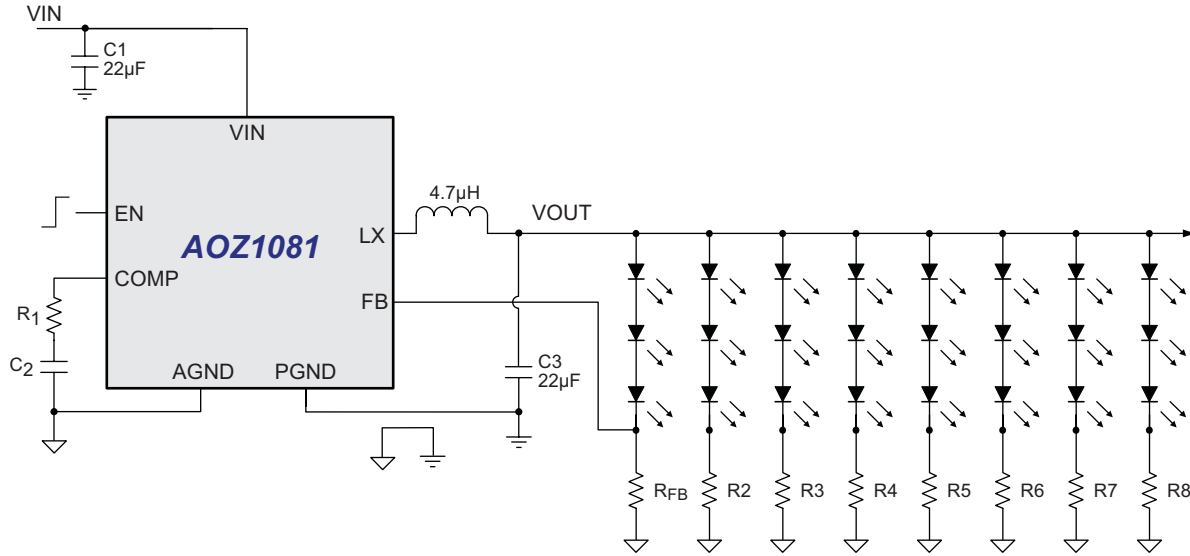 VIN
C1
22µF
VIN
4.7µH
VOUT
EN
AOZ1081
LX
COMP
FB
R1
C2
AGND
PGND
C3
22µF
RFB
R2
R3
R4
R5
R6
R7
R8